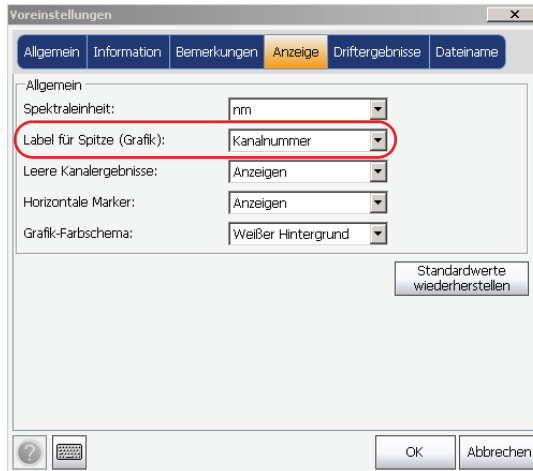 Voreinstellungen x
Allgemein Information Bemerkungen Anzeige Driftergebnisse Dateiname
Allgemein
Spektraleinheit: nm
Label für Spitze (Grafik): Kanalnummer
Leere Kanalergebnisse: Anzeigen
Horizontale Marker: Anzeigen
Grafik-Farbschema: Weißer Hintergrund
Standardwerte
wiederherstellen
? OK Abbrechen